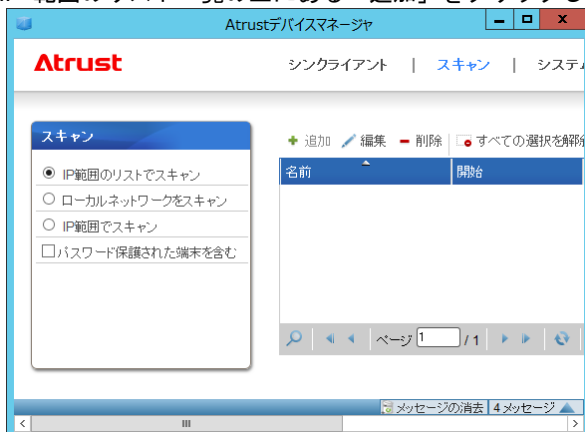 Atrustデバイスマネージャ
Atrust
シンクライアント | スキャン | システム
スキャン
IP範囲のリストでスキャン
ローカルネットワークをスキャン
IP範囲でスキャン
パスワード保護された端末を含む
追加 編集 削除 すべての選択を解除
名前 開始
ページ 1 / 1
メッセージの消去 4メッセージ